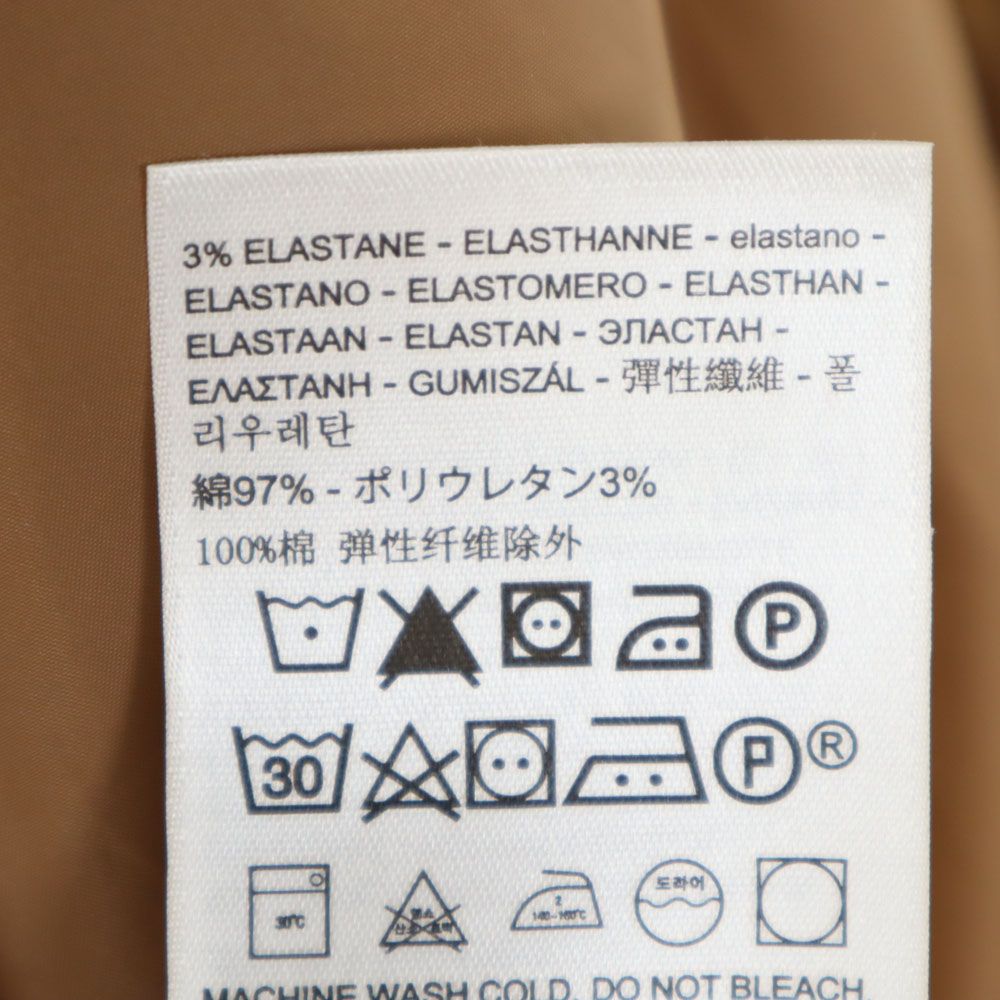 3% ELASTANE - ELASTHANNE - elastano -
ELASTANO - ELASTOMERO - ELASTHAN -
ELASTAAN - ELASTAN - ЭЛАСТАН -
ΕΛΑΣΤΑΝΗ - GUMISZÁL - 彈性纖維 - 폴
리우레탄
綿97% - ポリウレタン3%
100%棉 弹性纤维除外
P
30 P ®
30℃ 드라이
MACHINE WASH COLD, DO NOT BLEACH